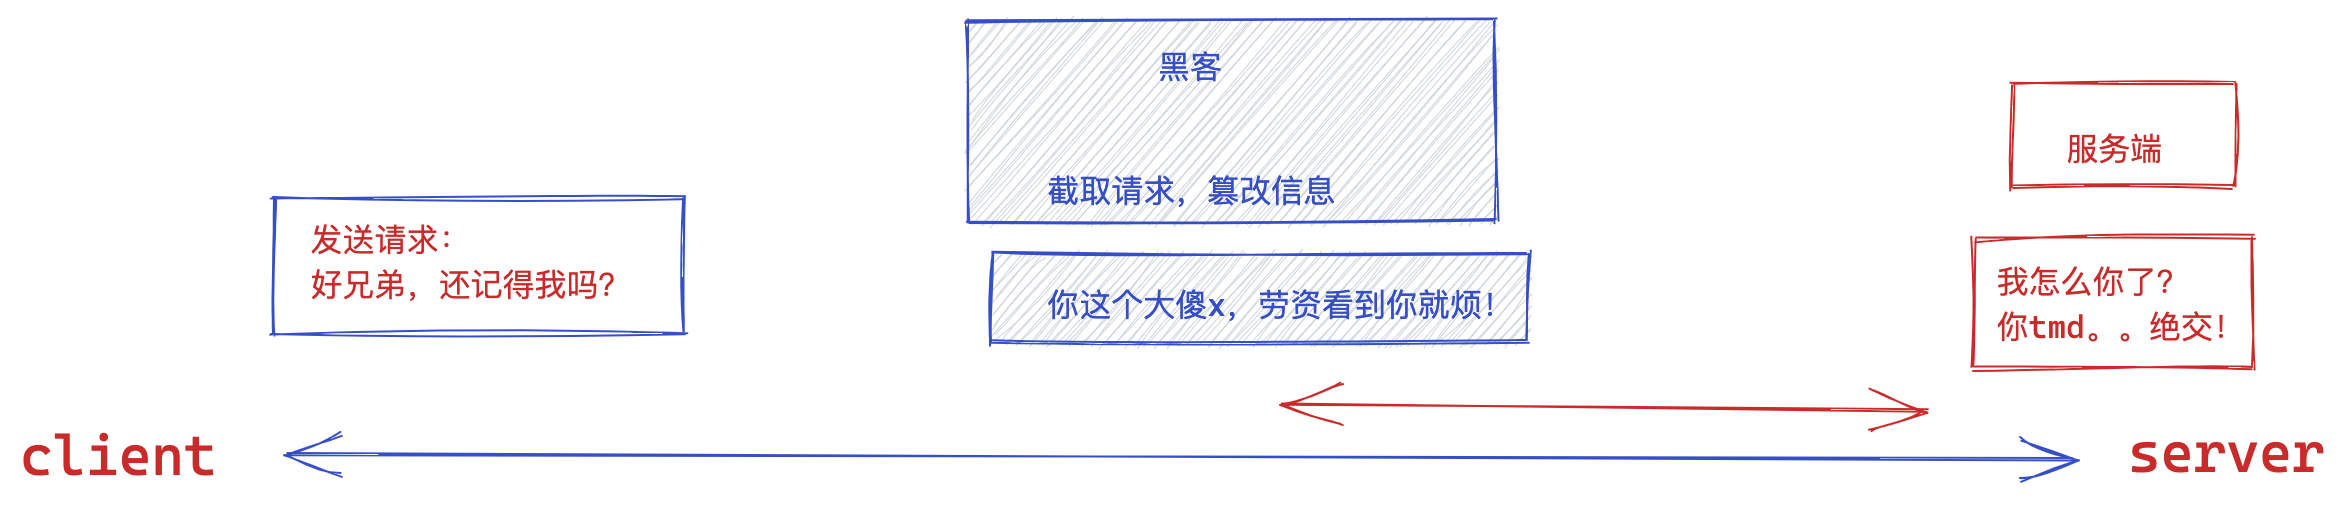 黑客
截取请求，篡改信息
服务端
发送请求：
好兄弟，还记得我吗？
你这个大傻x，劳资看到你就烦！
我怎么你了？
你tmd。。绝交！
client
server